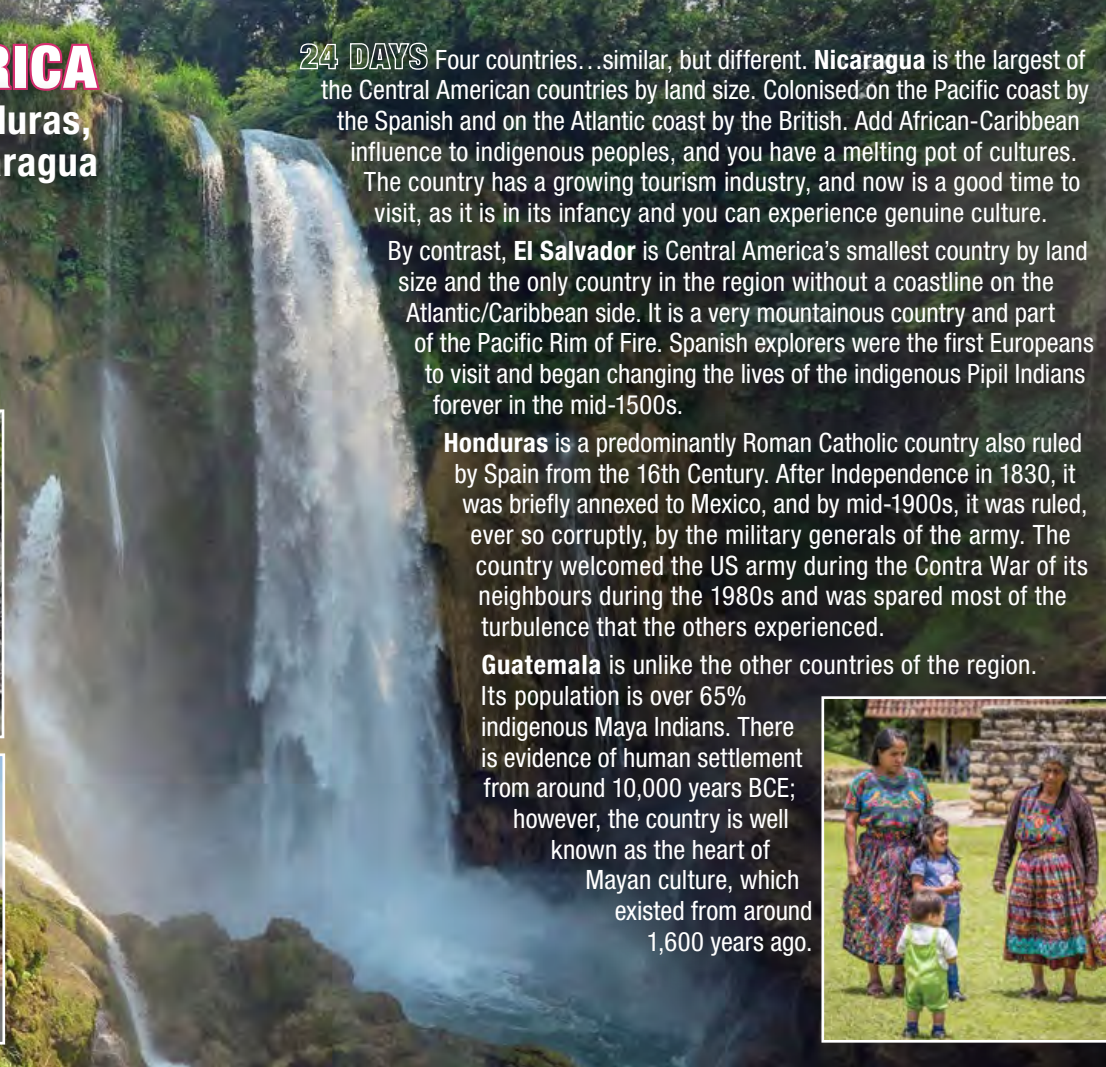 RICA
duras,
ragua
24 DAYS Four countries…similar, but different. Nicaragua is the largest of
the Central American countries by land size. Colonised on the Pacific coast by
the Spanish and on the Atlantic coast by the British. Add African-Caribbean
influence to indigenous peoples, and you have a melting pot of cultures.
The country has a growing tourism industry, and now is a good time to
visit, as it is in its infancy and you can experience genuine culture.
By contrast, El Salvador is Central America’s smallest country by land
size and the only country in the region without a coastline on the
Atlantic/Caribbean side. It is a very mountainous country and part
of the Pacific Rim of Fire. Spanish explorers were the first Europeans
to visit and began changing the lives of the indigenous Pipil Indians
forever in the mid-1500s.
Honduras is a predominantly Roman Catholic country also ruled
by Spain from the 16th Century. After Independence in 1830, it
was briefly annexed to Mexico, and by mid-1900s, it was ruled,
ever so corruptly, by the military generals of the army. The
country welcomed the US army during the Contra War of its
neighbours during the 1980s and was spared most of the
turbulence that the others experienced.
Guatemala is unlike the other countries of the region.
Its population is over 65%
indigenous Maya Indians. There
is evidence of human settlement
from around 10,000 years BCE;
however, the country is well
known as the heart of
Mayan culture, which
existed from around
1,600 years ago.